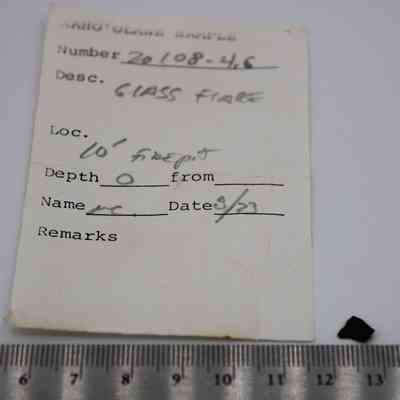 Number 20108-4,6
Desc. GLASS FLAKE
Loc. 10' FIREpit
Depth 0 from
Name Date 3/23
Remarks
6 7 8 9 10 11 12 13